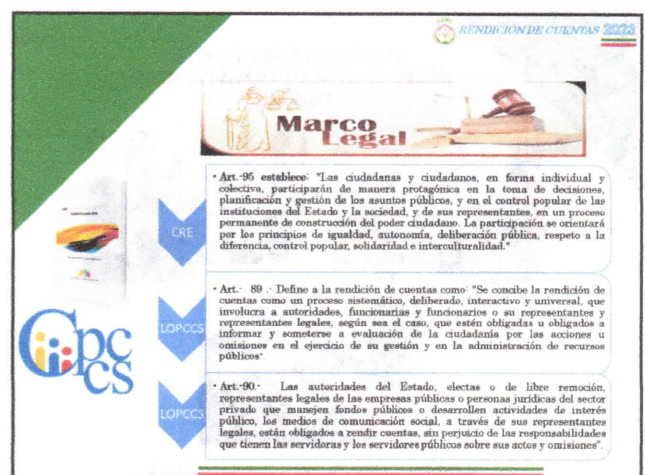 RENDICION DE CUENTAS 2023
Marco
Legal
• Art.-95 establece: "Las ciudadanas y ciudadanos, en forma individual y
colectiva, participarán de manera protagónica en la toma de decisiones,
planificación y gestión de los asuntos públicos, y en el control popular de las
instituciones del Estado y la sociedad, y de sus representantes, en un proceso
permanente de construcción del poder ciudadano. La participación se orientará
por los principios de igualdad, autonomía, deliberación pública, respeto a la
diferencia, control popular, solidaridad e interculturalidad."
CRE
• Art.- 89 .- Define a la rendición de cuentas como: "Se concibe la rendición de
cuentas como un proceso sistemático, deliberado, interactivo y universal, que
involucra a autoridades, funcionarias y funcionarios o su representantes y
representantes legales, según sea el caso, que estén obligadas u obligados a
informar y someterse a evaluación de la ciudadanía por las acciones u
omisiones en el ejercicio de su gestión y en la administración de recursos
públicos".
LOPCCS
Cpc
cs
• Art.-90.- Las autoridades del Estado, electas o de libre remoción,
representantes legales de las empresas públicas o personas jurídicas del sector
privado que manejen fondos públicos o desarrollen actividades de interés
público, los medios de comunicación social, a través de sus representantes
legales, están obligados a rendir cuentas, sin perjuicio de las responsabilidades
que tienen las servidoras y los servidores públicos sobre sus actos y omisiones".
LOPCCS